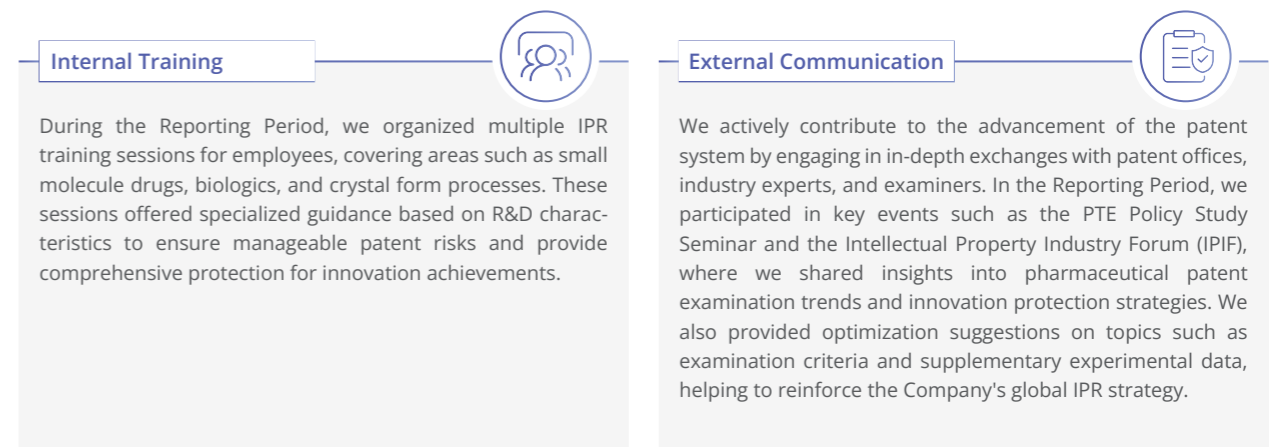 Internal Training
During the Reporting Period, we organized multiple IPR
training sessions for employees, covering areas such as small
molecule drugs, biologics, and crystal form processes. These
sessions offered specialized guidance based on R&D charac-
teristics to ensure manageable patent risks and provide
comprehensive protection for innovation achievements.
External Communication
We actively contribute to the advancement of the patent
system by engaging in in-depth exchanges with patent offices,
industry experts, and examiners. In the Reporting Period, we
participated in key events such as the PTE Policy Study
Seminar and the Intellectual Property Industry Forum (IPIF),
where we shared insights into pharmaceutical patent
examination trends and innovation protection strategies. We
also provided optimization suggestions on topics such as
examination criteria and supplementary experimental data,
helping to reinforce the Company's global IPR strategy.